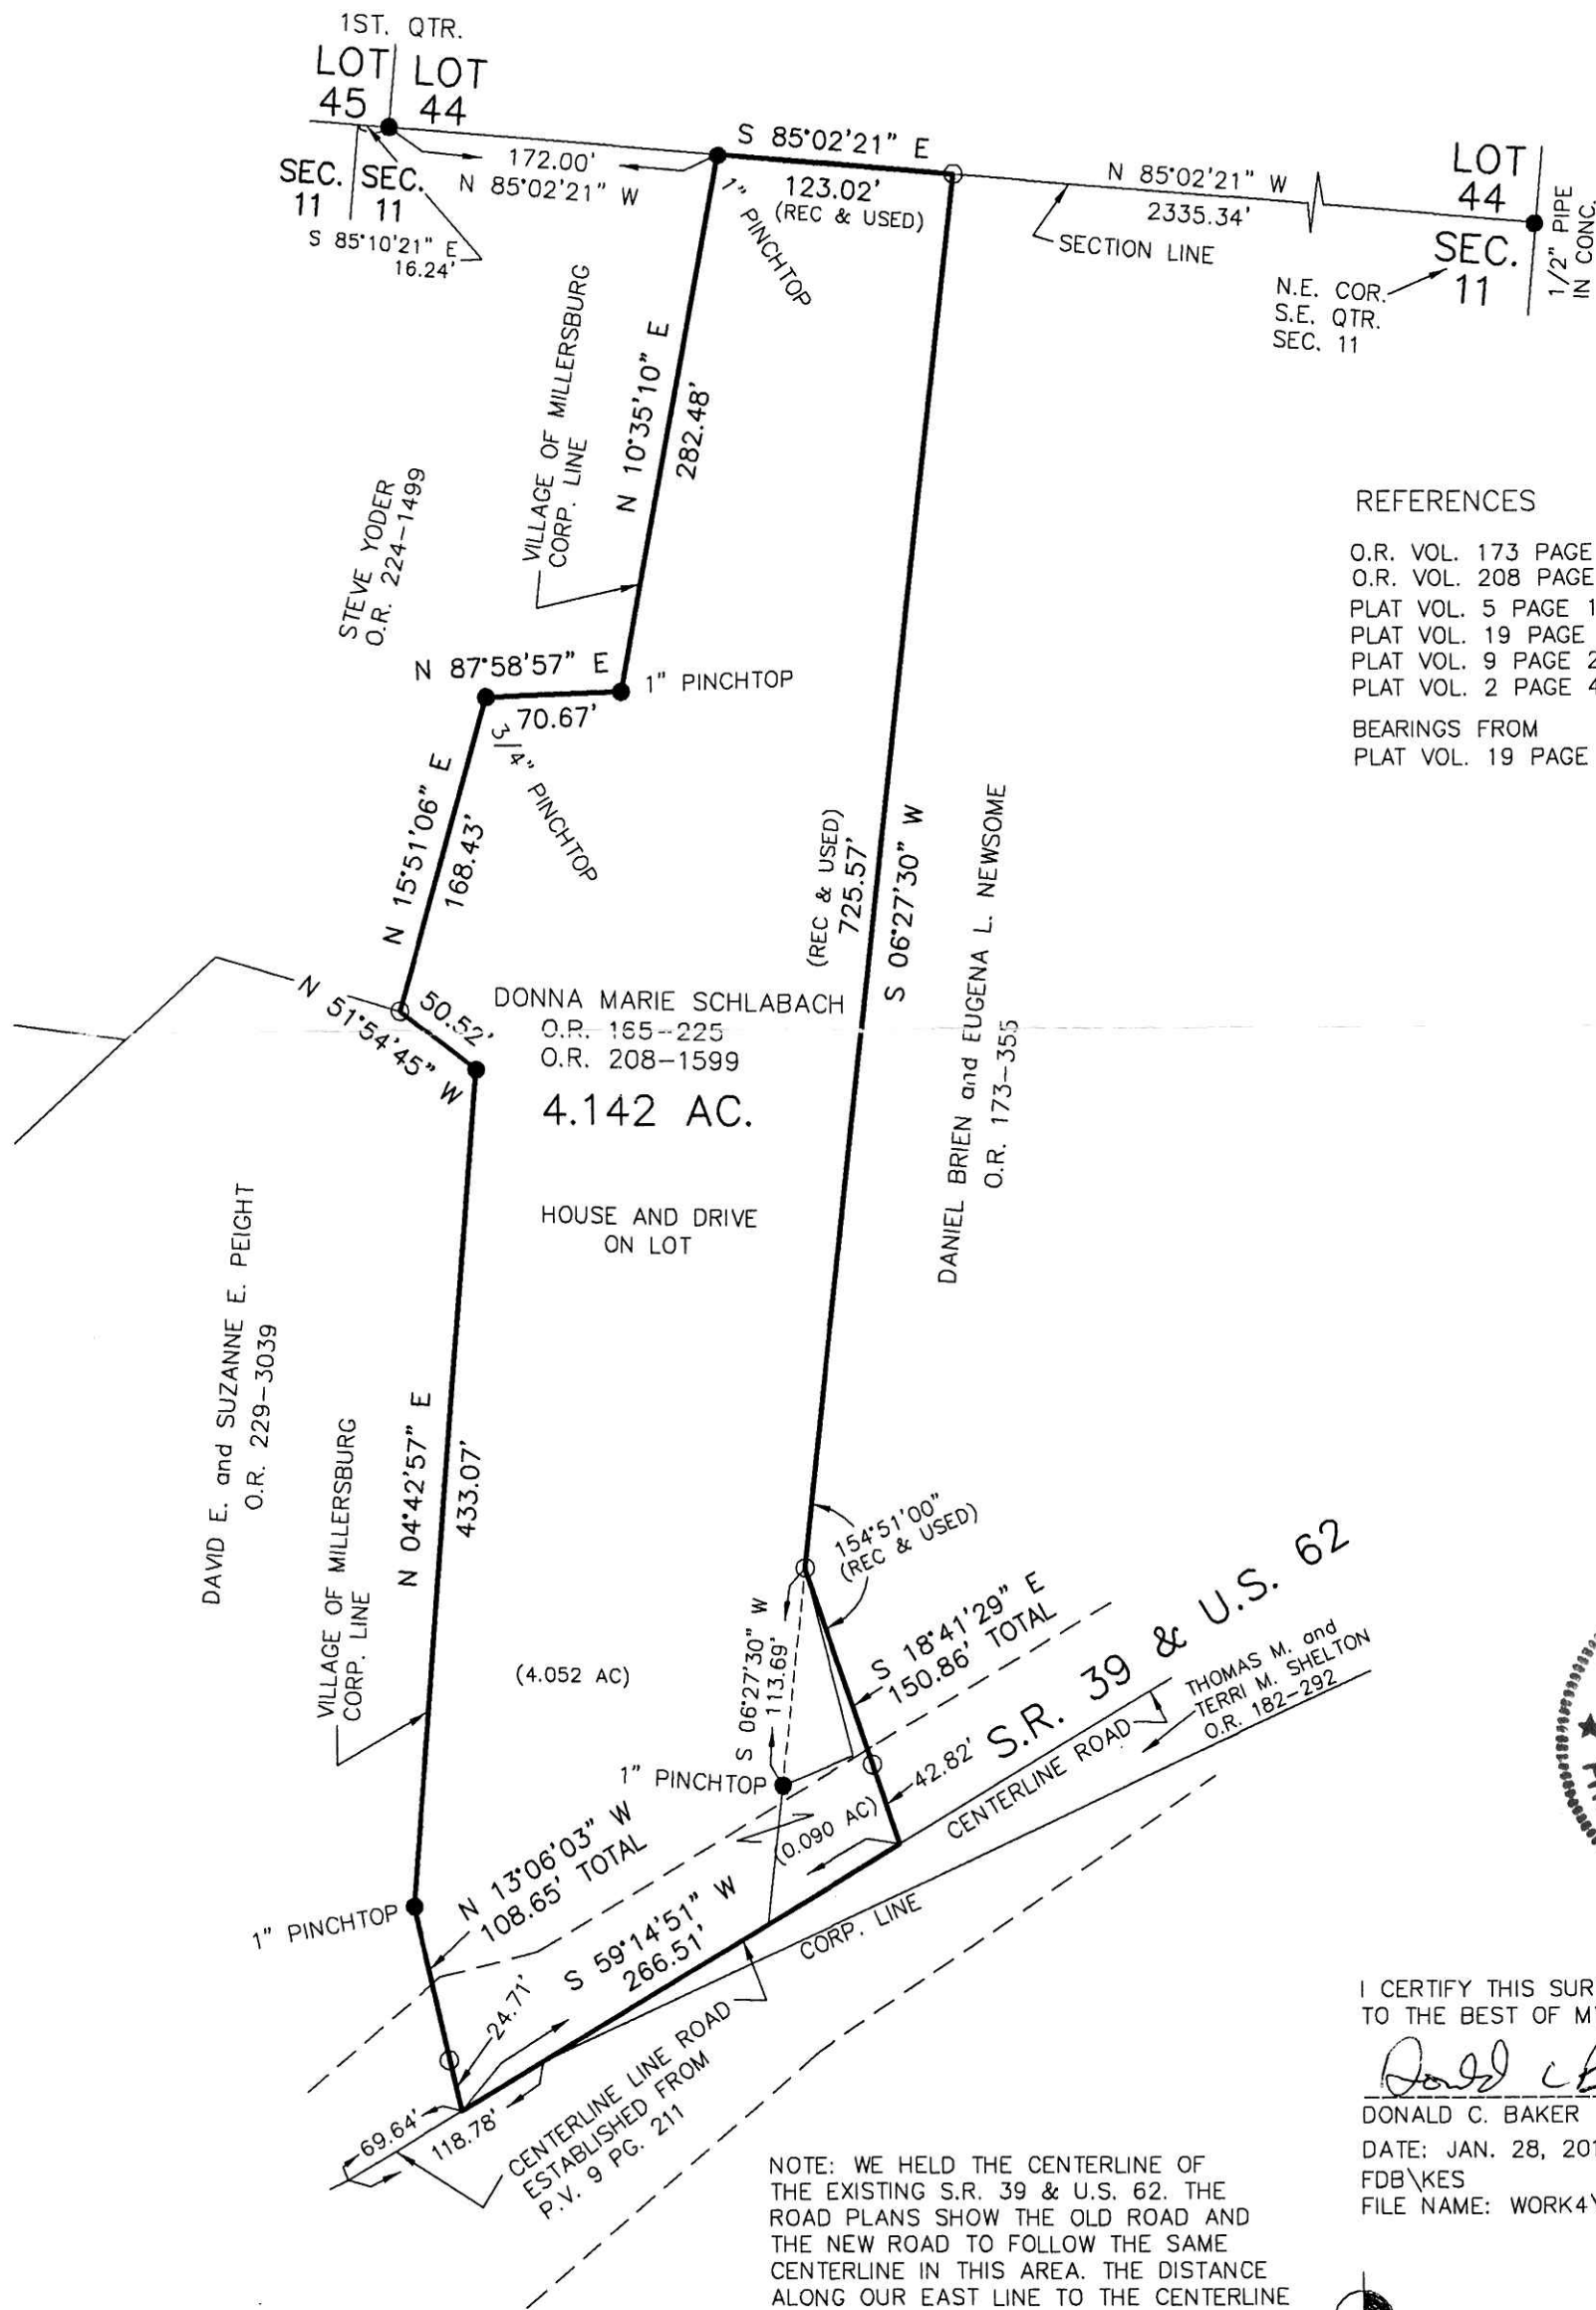 1ST. QTR.
LOT
45
LOT
44
SEC.
11
SEC.
11
S 85°10'21" E
16.24'
172.00'
N 85°02'21" W
S 85°02'21" E
123.02'
(REC & USED)
1" PINCHTOP
N 85°02'21" W
2335.34'
SECTION LINE
LOT
44
SEC.
11
1/2" PIPE
IN CONC.
N.E. COR.
S.E. QTR.
SEC. 11
VILLAGE OF MILLERSBURG
CORP. LINE
N 10°35'10" E
282.48'
STEVE YODER
O.R. 224-1499
REFERENCES
O.R. VOL. 173 PAGE
O.R. VOL. 208 PAGE
PLAT VOL. 5 PAGE 1
PLAT VOL. 19 PAGE
PLAT VOL. 9 PAGE 2
PLAT VOL. 2 PAGE 4
BEARINGS FROM
PLAT VOL. 19 PAGE
N 87°58'57" E
70.67'
1" PINCHTOP
3/4" PINCHTOP
N 15°51'06" E
168.43'
(REC & USED)
725.57'
S 06°27'30" W
DANIEL BRIEN and EUGENA L. NEWSOME
O.R. 173-355
N 51°54'45" W
50.52'
DONNA MARIE SCHLABACH
O.R. 165-225
O.R. 208-1599
4.142 AC.
HOUSE AND DRIVE
ON LOT
DAVID E. and SUZANNE E. PEIGHT
O.R. 229-3039
VILLAGE OF MILLERSBURG
CORP. LINE
N 04°42'57" E
433.07'
(4.052 AC)
154°51'00"
(REC & USED)
S 06°27'30" W
113.69'
S 18°41'29" E
150.86' TOTAL
S.R. 39 & U.S. 62
42.82'
CENTERLINE ROAD
THOMAS M. and
TERRI M. SHELTON
O.R. 182-292
1" PINCHTOP
(0.090 AC)
N 13°06'03" W
108.65' TOTAL
1" PINCHTOP
S 59°14'51" W
266.51'
CORP. LINE
24.71'
69.64'
118.78'
CENTERLINE LINE ROAD
ESTABLISHED FROM
P.V. 9 PG. 211
I CERTIFY THIS SUR
TO THE BEST OF M
DONALD C. BAKER
DATE: JAN. 28, 201
FDB\KES
FILE NAME: WORK4\
NOTE: WE HELD THE CENTERLINE OF
THE EXISTING S.R. 39 & U.S. 62. THE
ROAD PLANS SHOW THE OLD ROAD AND
THE NEW ROAD TO FOLLOW THE SAME
CENTERLINE IN THIS AREA. THE DISTANCE
ALONG OUR EAST LINE TO THE CENTERLINE